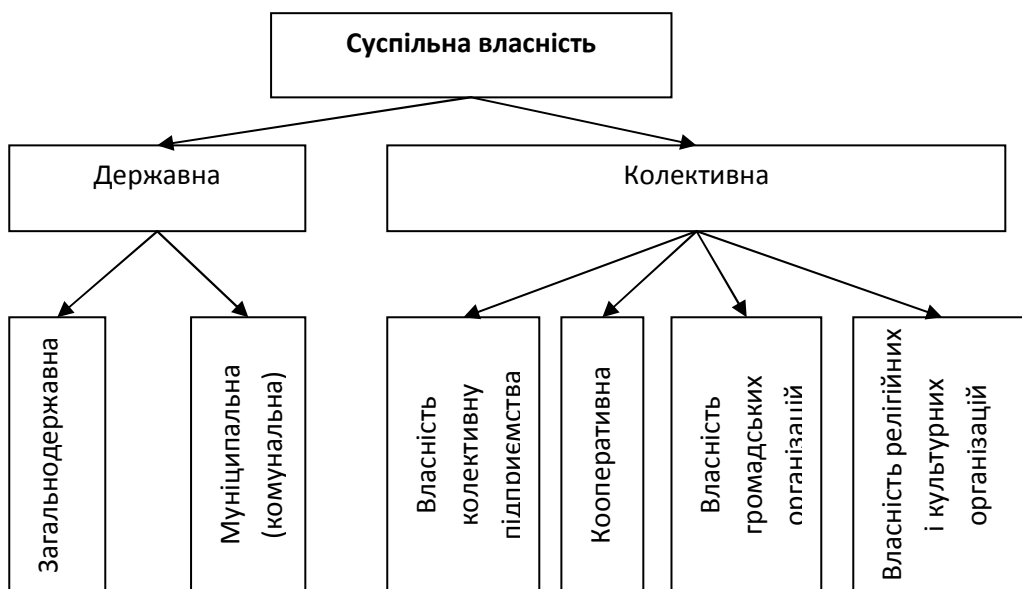 Суспільна власність
Державна
Колективна
Загальнодержавна
Муніципальна
(комунальна)
Власність
колективну
підприємства
Кооперативна
Власність
громадських
організацій
Власність релігійних
і культурних
організацій